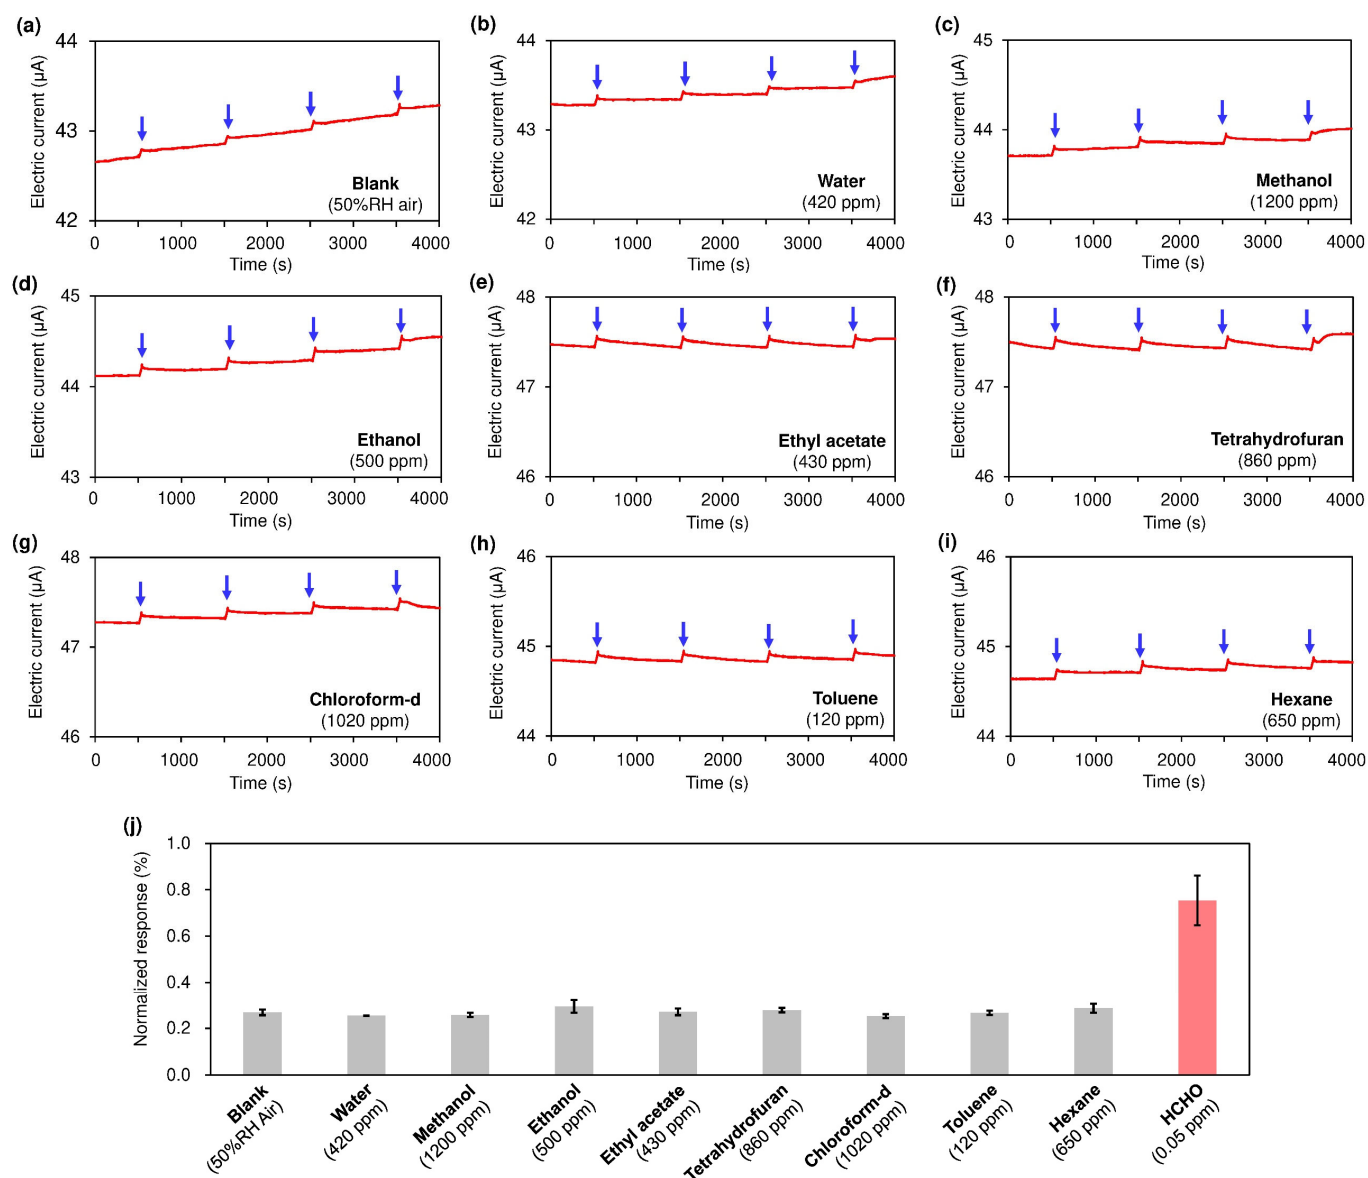 (a)
44
43
42
Electric current (µA)
Blank
(50%RH air)
0 1000 2000 3000 4000
Time (s)
(b)
44
43
42
Electric current (µA)
Water
(420 ppm)
0 1000 2000 3000 4000
Time (s)
(c)
45
44
43
Electric current (µA)
Methanol
(1200 ppm)
0 1000 2000 3000 4000
Time (s)
(d)
45
44
43
Electric current (µA)
Ethanol
(500 ppm)
0 1000 2000 3000 4000
Time (s)
(e)
48
47
46
Electric current (µA)
Ethyl acetate
(430 ppm)
0 1000 2000 3000 4000
Time (s)
(f)
48
47
46
Electric current (µA)
Tetrahydrofuran
(860 ppm)
0 1000 2000 3000 4000
Time (s)
(g)
48
47
46
Electric current (µA)
Chloroform-d
(1020 ppm)
0 1000 2000 3000 4000
Time (s)
(h)
46
45
44
Electric current (µA)
Toluene
(120 ppm)
0 1000 2000 3000 4000
Time (s)
(i)
46
45
44
Electric current (µA)
Hexane
(650 ppm)
0 1000 2000 3000 4000
Time (s)
(j)
1.0
0.8
0.6
0.4
0.2
0.0
Normalized response (%)
Blank
(50%RH Air)
Water
(420 ppm)
Methanol
(1200 ppm)
Ethanol
(500 ppm)
Ethyl acetate
(430 ppm)
Tetrahydrofuran
(860 ppm)
Chloroform-d
(1020 ppm)
Toluene
(120 ppm)
Hexane
(650 ppm)
HCHO
(0.05 ppm)